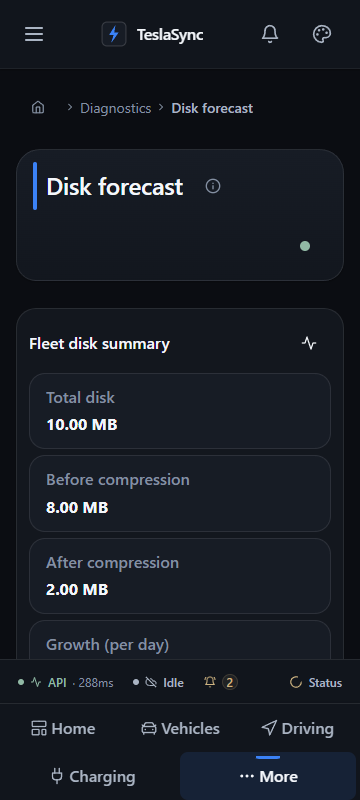 TeslaSync
Diagnostics
Disk forecast
Disk forecast
Fleet disk summary
Total disk
10.00 MB
Before compression
8.00 MB
After compression
2.00 MB
Growth (per day)
API · 288ms Idle 2 Status
Home Vehicles Driving
Charging More